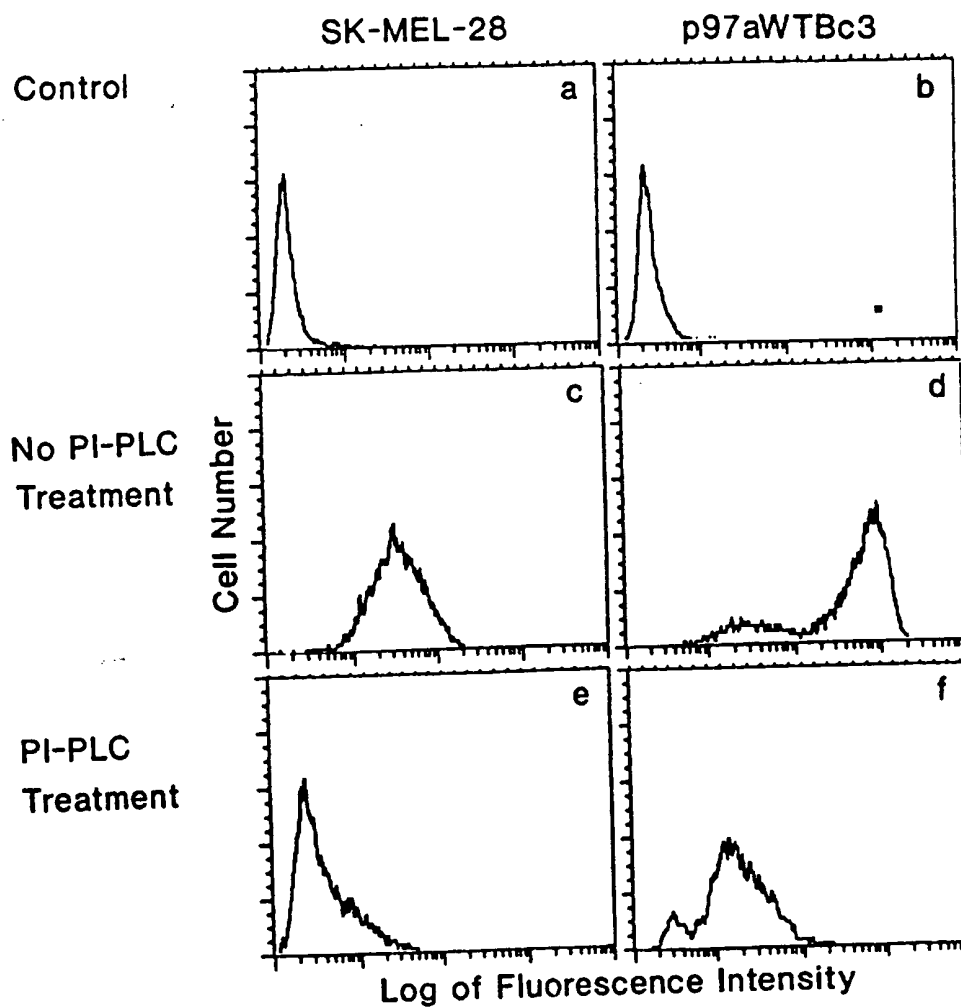 SK-MEL-28
p97aWTBc3
Control
a
b
No PI-PLC
Treatment
c
d
Cell Number
PI-PLC
Treatment
e
f
Log of Fluorescence Intensity